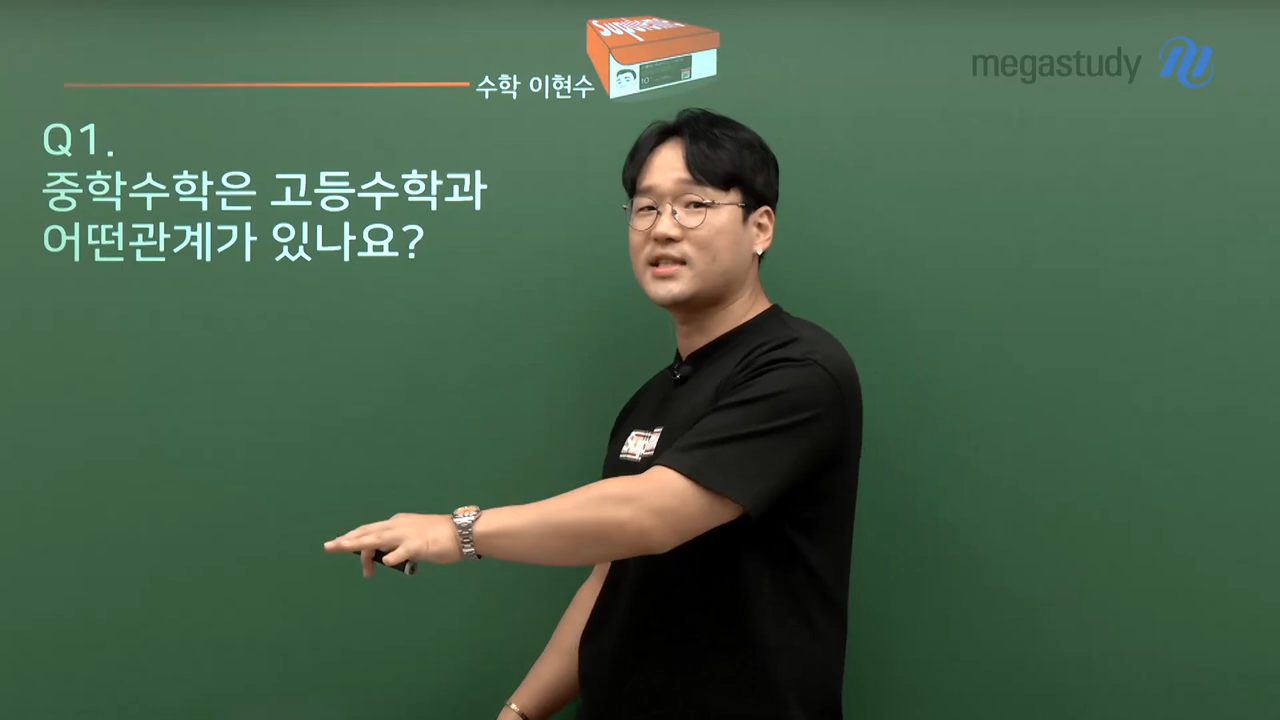 Supreme
수학 이현수
megastudy
Q1.
중학수학은 고등수학과
어떤관계가 있나요?